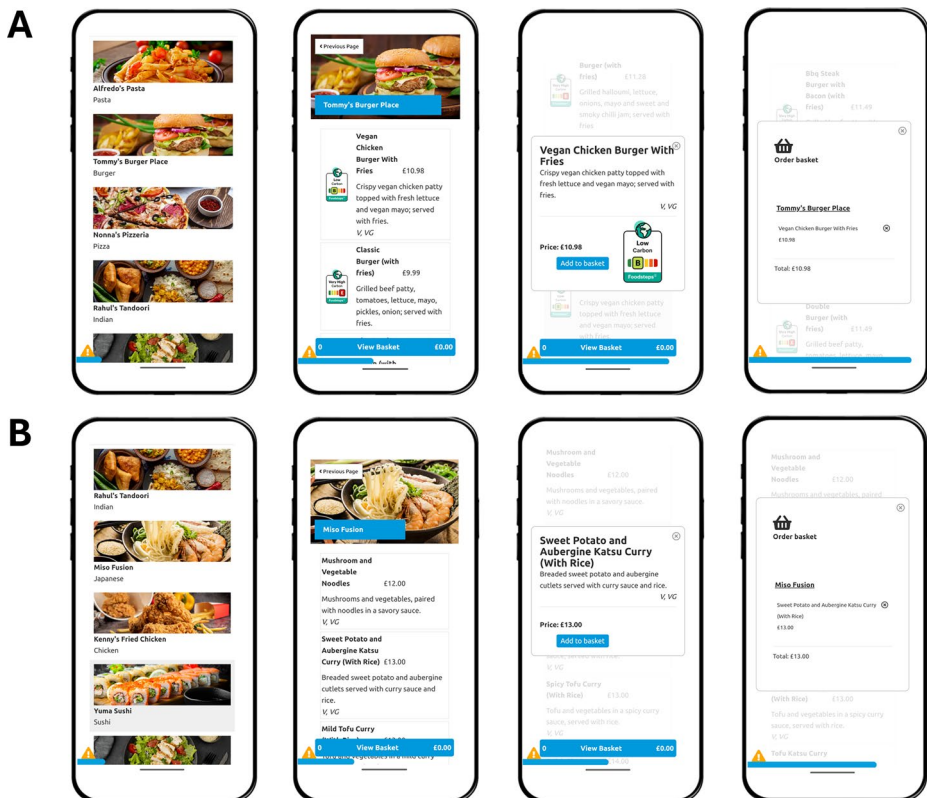 A
Alfredo's Pasta
Pasta
Tommy's Burger Place
Burger
Nonna's Pizzeria
Pizza
Rahul's Tandoori
Indian
Previous Page
Tommy's Burger Place
Vegan
Chicken
Burger With
Fries £10.98
Crispy vegan chicken patty
topped with fresh lettuce
and vegan mayo; served
with fries.
V, VG
Low
Carbon
B
Foodsteps
Classic
Burger (with
fries) £9.99
Grilled beef patty,
tomatoes, lettuce, mayo,
pickles, onion; served with
fries.
Very High
Carbon
0 View Basket £0.00
Burger (with
fries) £11.28
Grilled halloumi, lettuce,
onions, mayo and sweet and
smoky chilli jam; served with
fries
Vegan Chicken Burger With
Fries
Crispy vegan chicken patty topped with
fresh lettuce and vegan mayo; served with
fries.
V, VG
Price: £10.98
Add to basket
Low
Carbon
B
Foodsteps
Crispy vegan chicken patty
topped with fresh lettuce
and vegan mayo; served
with fries.
0 View Basket £0.00
Bbq Steak
Burger with
Bacon (with
fries) £11.49
Order basket
Tommy's Burger Place
Vegan Chicken Burger With Fries
£10.98
Total: £10.98
Double
Burger (with
fries) £11.49
Grilled beef patty,
tomatoes, lettuce, mayo,
B
Rahul's Tandoori
Indian
Miso Fusion
Japanese
Kenny's Fried Chicken
Chicken
Yuma Sushi
Sushi
Previous Page
Miso Fusion
Mushroom and
Vegetable
Noodles £12.00
Mushrooms and vegetables, paired
with noodles in a savory sauce.
V, VG
Sweet Potato and
Aubergine Katsu
Curry (With Rice) £13.00
Breaded sweet potato and aubergine
cutlets served with curry sauce and
rice.
V, VG
Mild Tofu Curry
0 View Basket £0.00
Mushroom and
Vegetable
Noodles £12.00
Mushrooms and vegetables, paired
with noodles in a savory sauce.
V, VG
Sweet Potato and
Aubergine Katsu Curry
(With Rice)
Breaded sweet potato and aubergine
cutlets served with curry sauce and rice.
V, VG
Price: £13.00
Add to basket
V, VG
Spicy Tofu Curry
(With Rice) £13.00
Tofu and vegetables in a spicy curry
sauce, served with rice.
V, VG
0 View Basket £0.00
Mushroom and
Vegetable
Noodles £12.00
Mushrooms and vegetables, paired
Order basket
Miso Fusion
Sweet Potato and Aubergine Katsu Curry
(With Rice)
£13.00
Total: £13.00
(With Rice) £13.00
Tofu and vegetables in a spicy curry
sauce, served with rice.
V, VG
Tofu Katsu Curry